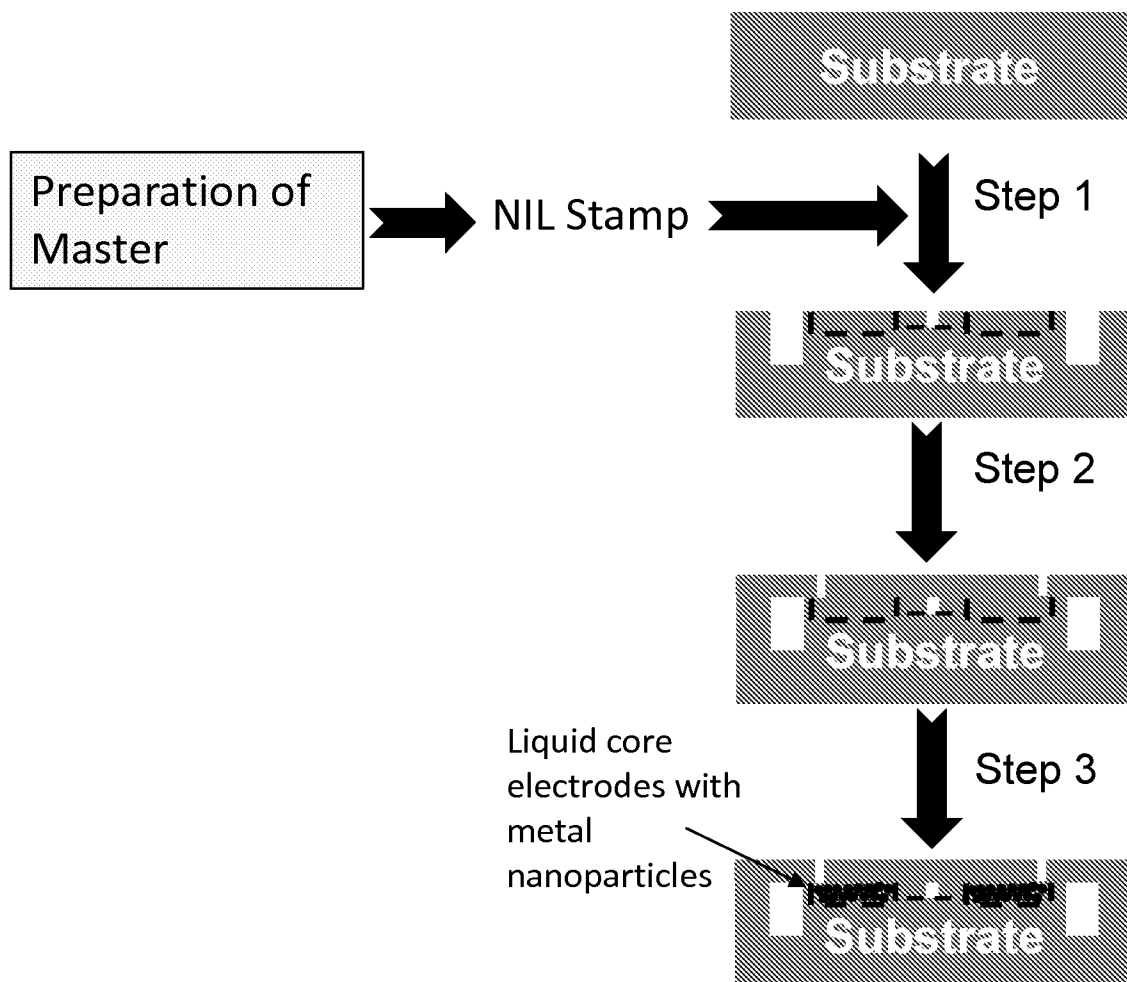 Substrate
Step 1
Preparation of
Master
NIL Stamp
Substrate
Step 2
Substrate
Step 3
Liquid core
electrodes with
metal
nanoparticles
Substrate